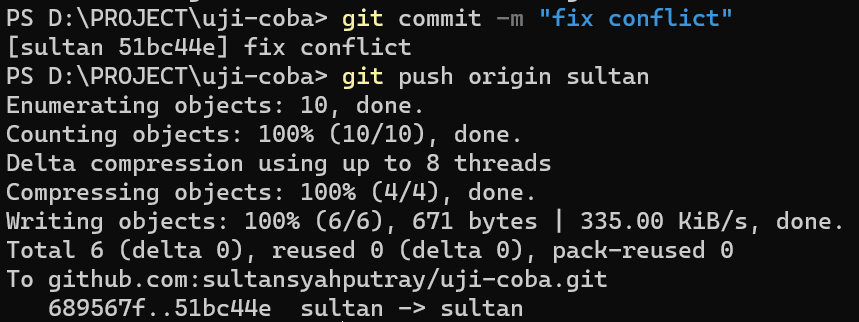 PS D:\PROJECT\uji-coba> git commit -m "fix conflict"
[sultan 51bc44e] fix conflict
PS D:\PROJECT\uji-coba> git push origin sultan
Enumerating objects: 10, done.
Counting objects: 100% (10/10), done.
Delta compression using up to 8 threads
Compressing objects: 100% (4/4), done.
Writing objects: 100% (6/6), 671 bytes | 335.00 KiB/s, done.
Total 6 (delta 0), reused 0 (delta 0), pack-reused 0
To github.com:sultansyahputray/uji-coba.git
   689567f..51bc44e  sultan -> sultan